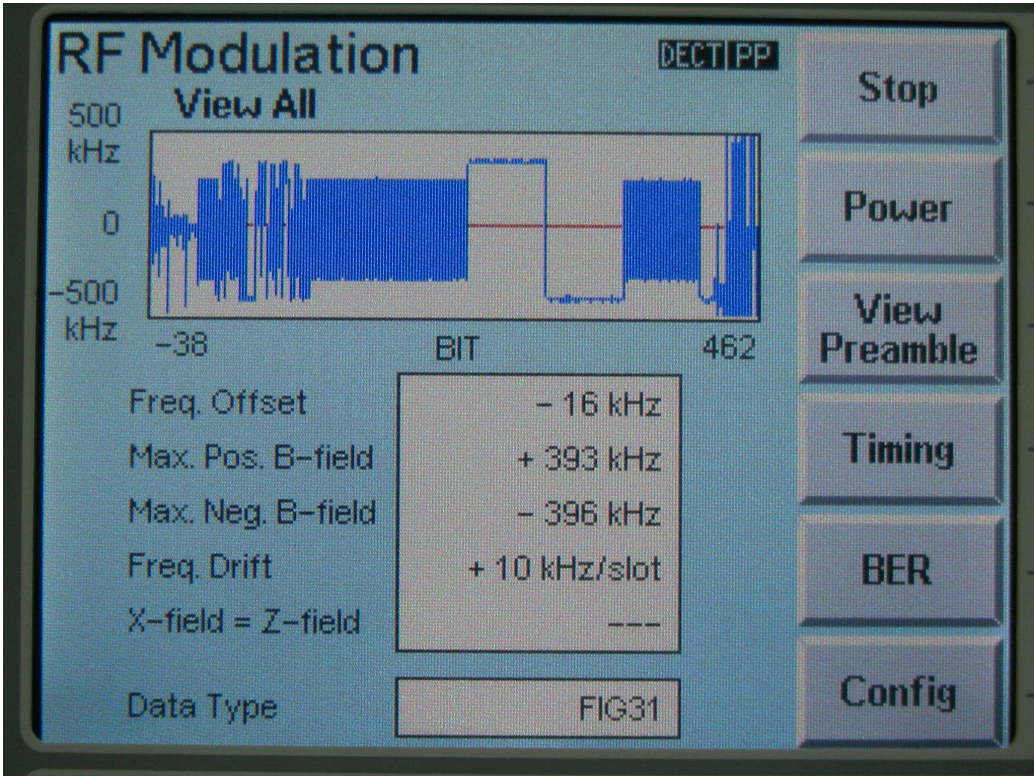 RF Modulation
DECT PP
View All
500
kHz
0
-500
kHz
-38
BIT
462
Freq. Offset
- 16 kHz
Max. Pos. B-field
+ 393 kHz
Max. Neg. B-field
- 396 kHz
Freq. Drift
+ 10 kHz/slot
X-field = Z-field
---
Data Type
FIG31
Stop
Power
View
Preamble
Timing
BER
Config